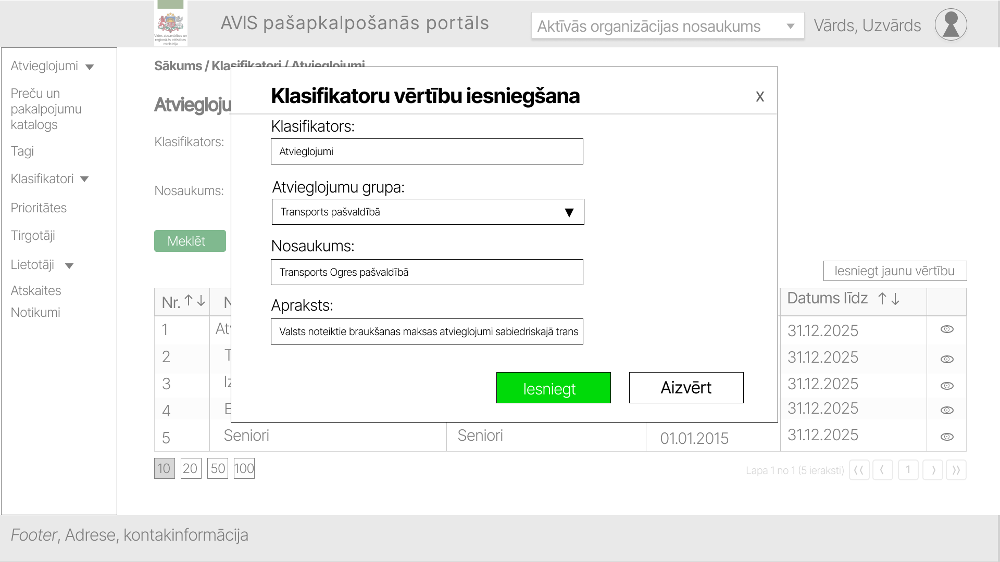 Vides aizsardzības un
reģionālās attīstības
ministrija
AVIS pašapkalpošanās portāls
Aktīvās organizācijas nosaukums
Vārds, Uzvārds
Atvieglojumi
Preču un
pakalpojumu
katalogs
Tagi
Klasifikatori
Prioritātes
Tirgotāji
Lietotāji
Atskaites
Notikumi
Sākums / Klasifikatori / Atvieglojumi
Atviegloju
Klasifikators:
Nosaukums:
Meklēt
Klasifikatoru vērtību iesniegšana
X
Klasifikators:
Atvieglojumi
Atvieglojumu grupa:
Transports pašvaldībā
Nosaukums:
Transports Ogres pašvaldībā
Apraksts:
Valsts noteiktie braukšanas maksas atvieglojumi sabiedriskajā trans
Iesniegt
Aizvērt
Iesniegt jaunu vērtību
Nr. ↑↓ N Datums līdz ↑↓
1 At 31.12.2025
2 T 31.12.2025
3 Iz 31.12.2025
4 E 31.12.2025
5 Seniori Seniori 01.01.2015 31.12.2025
10 20 50 100
Lapa 1 no 1 (5 ieraksti) ⟨⟨ ⟨ 1 ⟩ ⟩⟩
Footer, Adrese, kontakinformācija